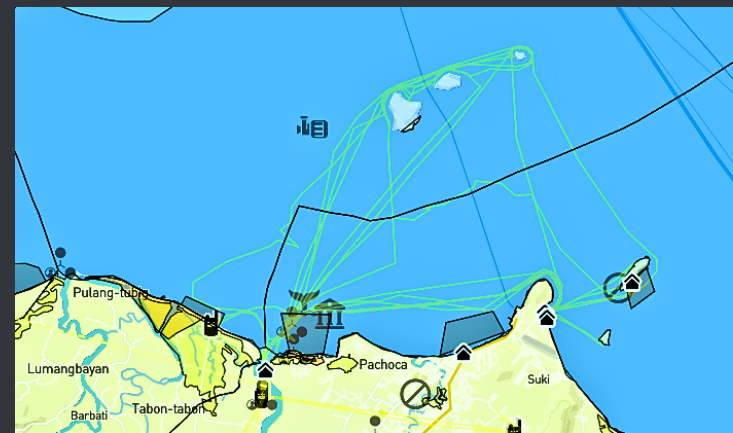 Pulang-tubig
Pachoca
Lumangbayan
Suki
Tabon-tabon
Barbati